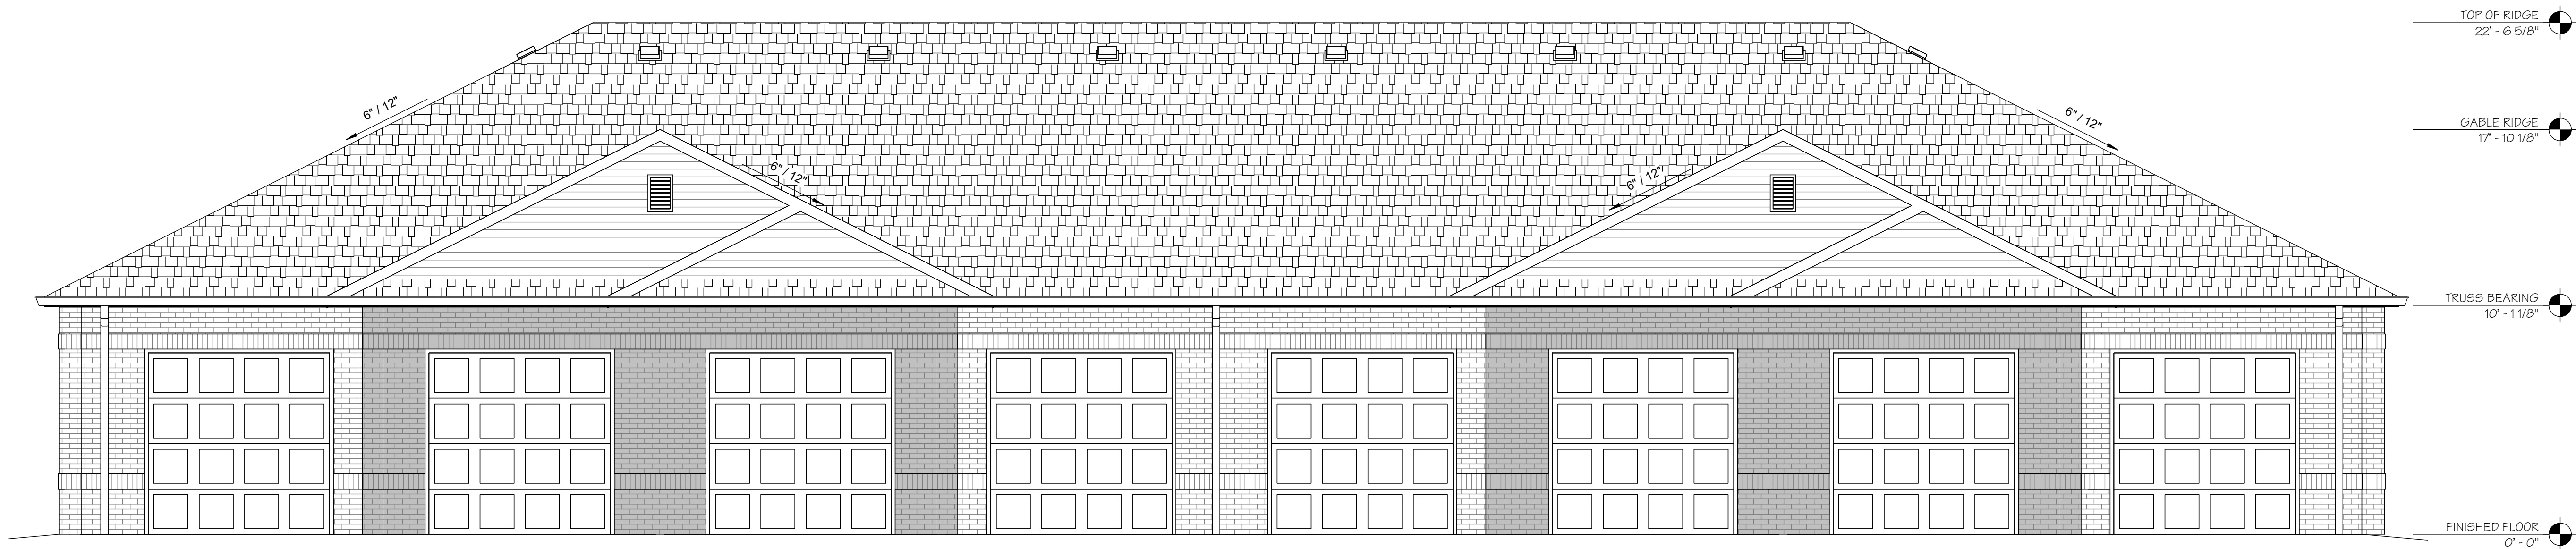 TOP OF RIDGE
22' - 6 5/8"
6" / 12"
6" / 12"
GABLE RIDGE
17' - 10 1/8"
6" / 12"
6" / 12"
TRUSS BEARING
10' - 1 1/8"
FINISHED FLOOR
0' - 0"